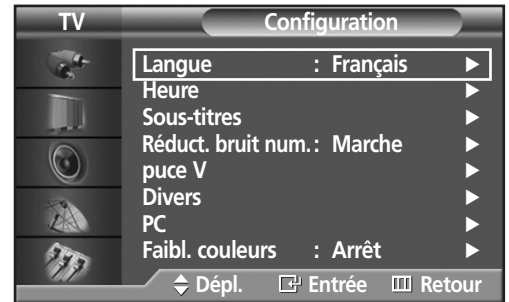 TV Configuration
Langue : Français
Heure
Sous-titres
Réduct. bruit num. : Marche
puce V
Divers
PC
Faibl. couleurs : Arrêt
Dépl. Entrée Retour